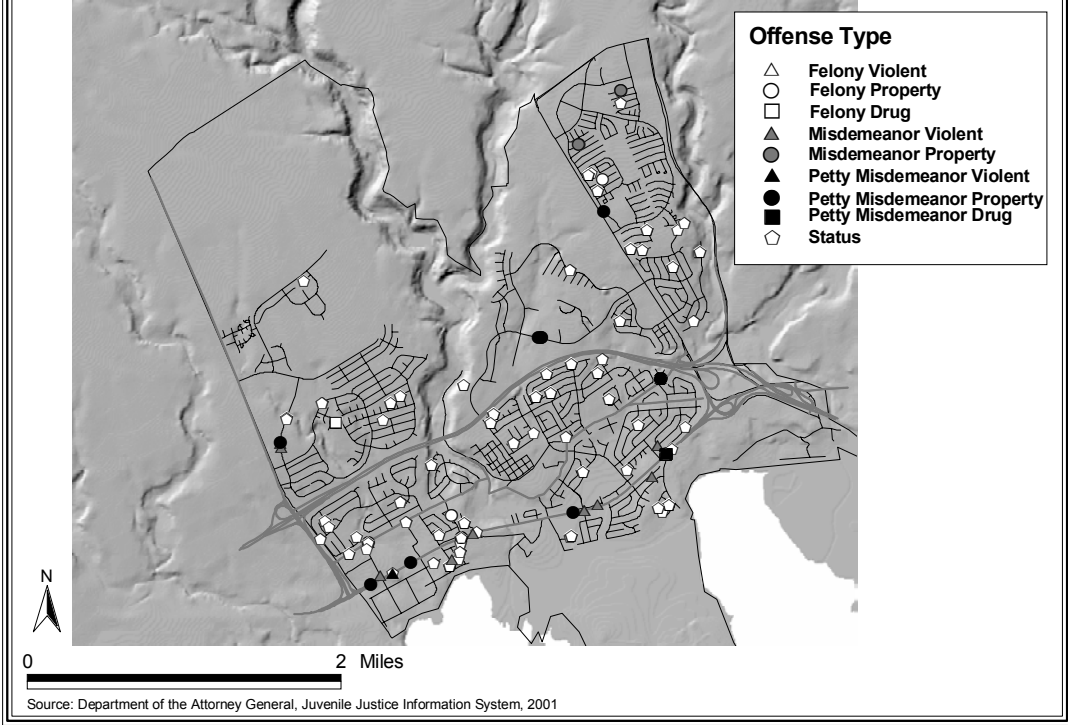 Offense Type
Felony Violent
Felony Property
Felony Drug
Misdemeanor Violent
Misdemeanor Property
Petty Misdemeanor Violent
Petty Misdemeanor Property
Petty Misdemeanor Drug
Status
N
0 2 Miles
Source: Department of the Attorney General, Juvenile Justice Information System, 2001